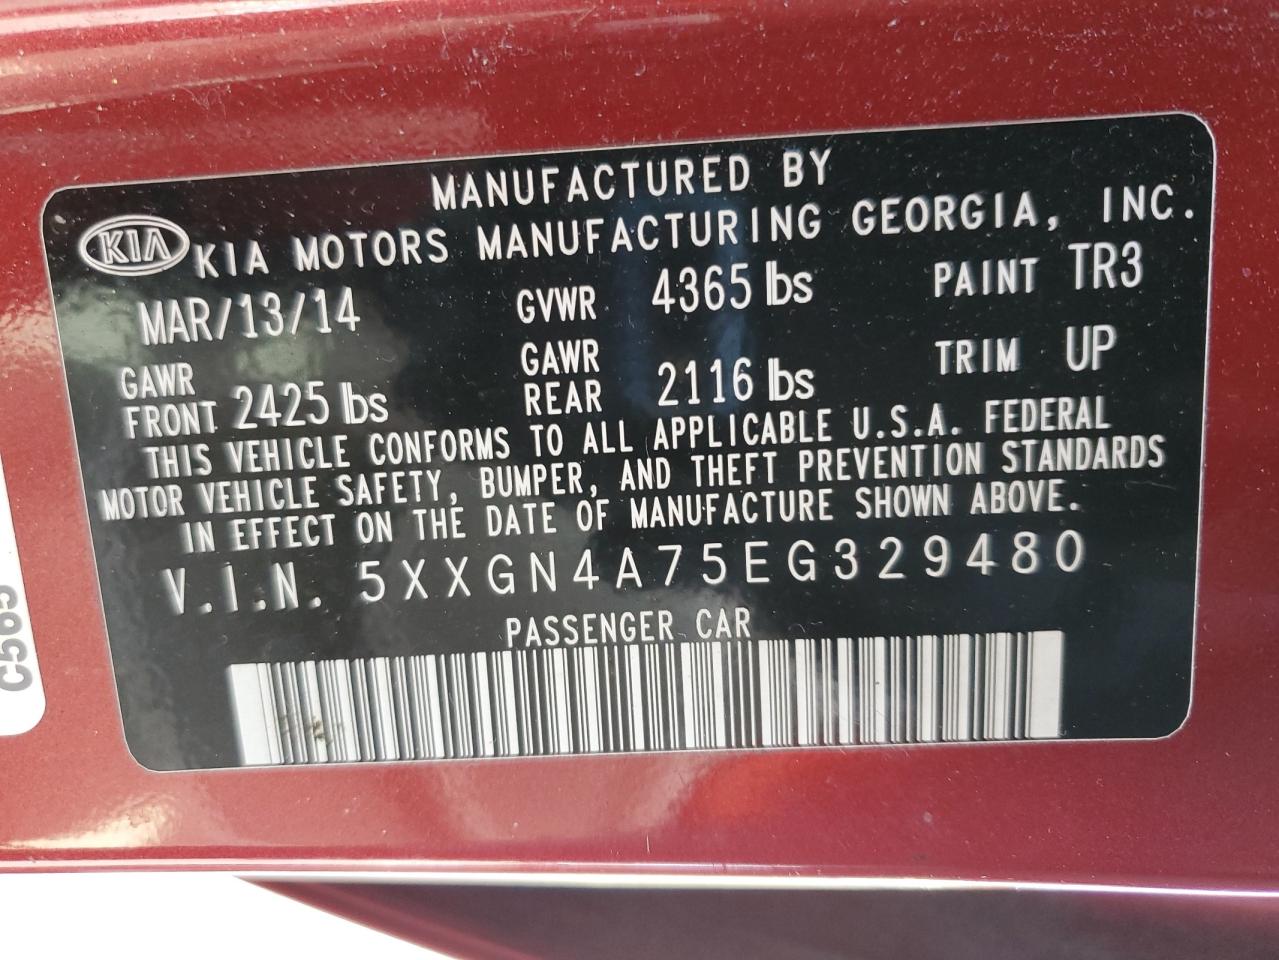 MANUFACTURED BY
KIA KIA MOTORS MANUFACTURING GEORGIA, INC.
MAR/13/14 GVWR 4365 lbs PAINT TR3
GAWR FRONT 2425 lbs GAWR REAR 2116 lbs TRIM UP
THIS VEHICLE CONFORMS TO ALL APPLICABLE U.S.A. FEDERAL
MOTOR VEHICLE SAFETY, BUMPER, AND THEFT PREVENTION STANDARDS
IN EFFECT ON THE DATE OF MANUFACTURE SHOWN ABOVE.
V.I.N. 5XXGN4A75EG329480
PASSENGER CAR